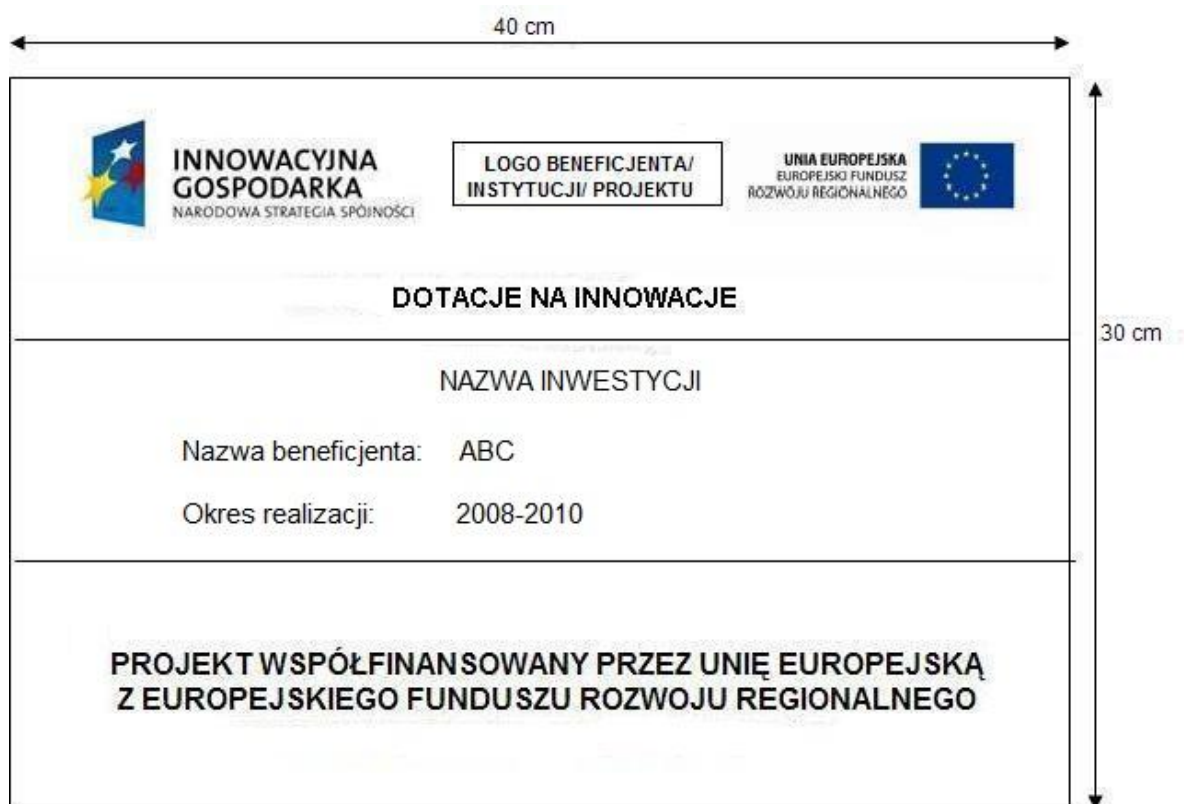 40 cm
INNOWACYJNA
GOSPODARKA
NARODOWA STRATEGIA SPÓJNOŚCI
LOGO BENEFICJENTA/
INSTYTUCJI/ PROJEKTU
UNIA EUROPEJSKA
EUROPEJSKI FUNDUSZ
ROZWOJU REGIONALNEGO
DOTACJE NA INNOWACJE
30 cm
NAZWA INWESTYCJI
Nazwa beneficjenta: ABC
Okres realizacji: 2008-2010
PROJEKT WSPÓŁFINANSOWANY PRZEZ UNIĘ EUROPEJSKĄ
Z EUROPEJSKIEGO FUNDUSZU ROZWOJU REGIONALNEGO